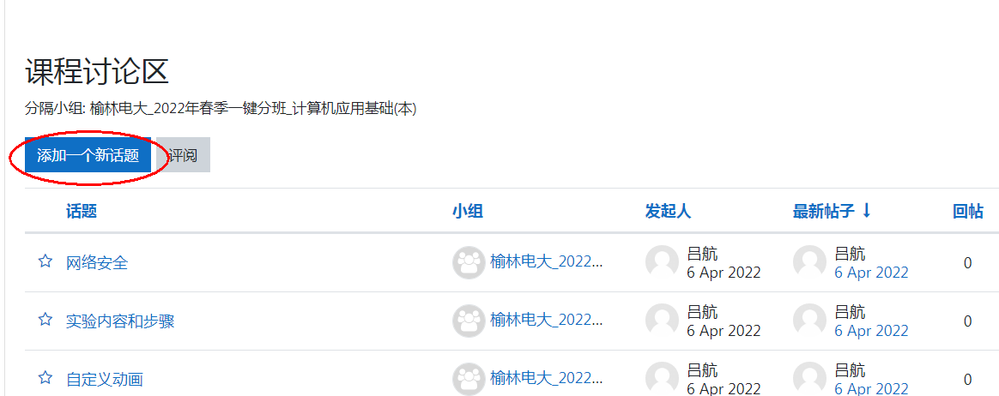 课程讨论区
分隔小组: 榆林电大_2022年春季一键分班_计算机应用基础(本)
添加一个新话题 评阅
话题 小组 发起人 最新帖子 ↓ 回帖
网络安全 榆林电大_2022... 吕航 6 Apr 2022 吕航 6 Apr 2022 0
实验内容和步骤 榆林电大_2022... 吕航 6 Apr 2022 吕航 6 Apr 2022 0
自定义动画 榆林电大_2022... 吕航 6 Apr 2022 吕航 6 Apr 2022 0